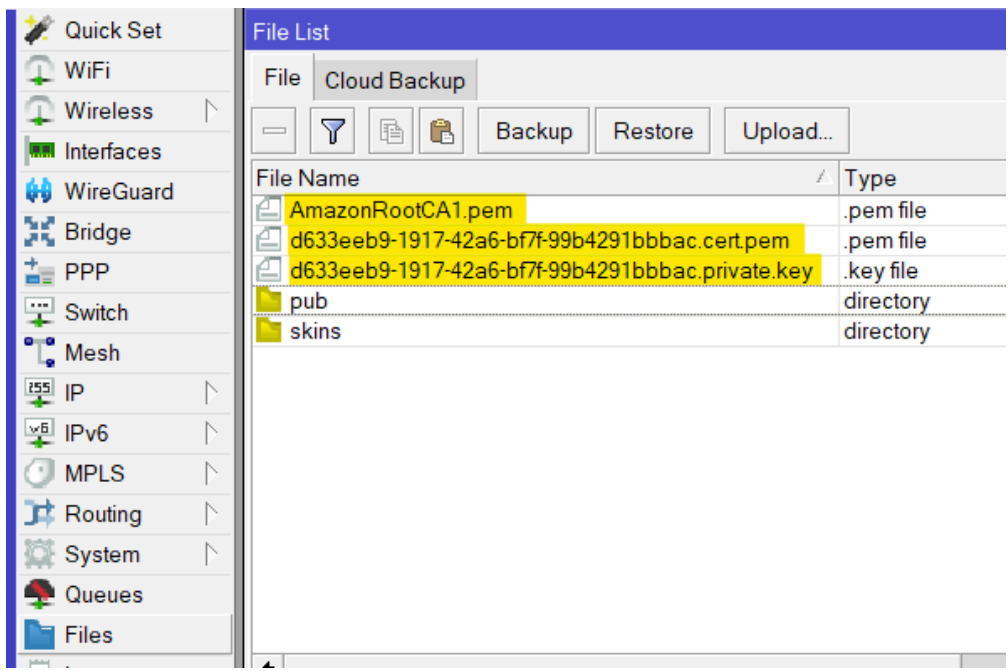 Quick Set
WiFi
Wireless
Interfaces
WireGuard
Bridge
PPP
Switch
Mesh
255 IP
v6 IPv6
MPLS
Routing
System
Queues
Files
File List
File Cloud Backup
Backup Restore Upload...
File Name Type
AmazonRootCA1.pem .pem file
d633eeb9-1917-42a6-bf7f-99b4291bbbac.cert.pem .pem file
d633eeb9-1917-42a6-bf7f-99b4291bbbac.private.key .key file
pub directory
skins directory